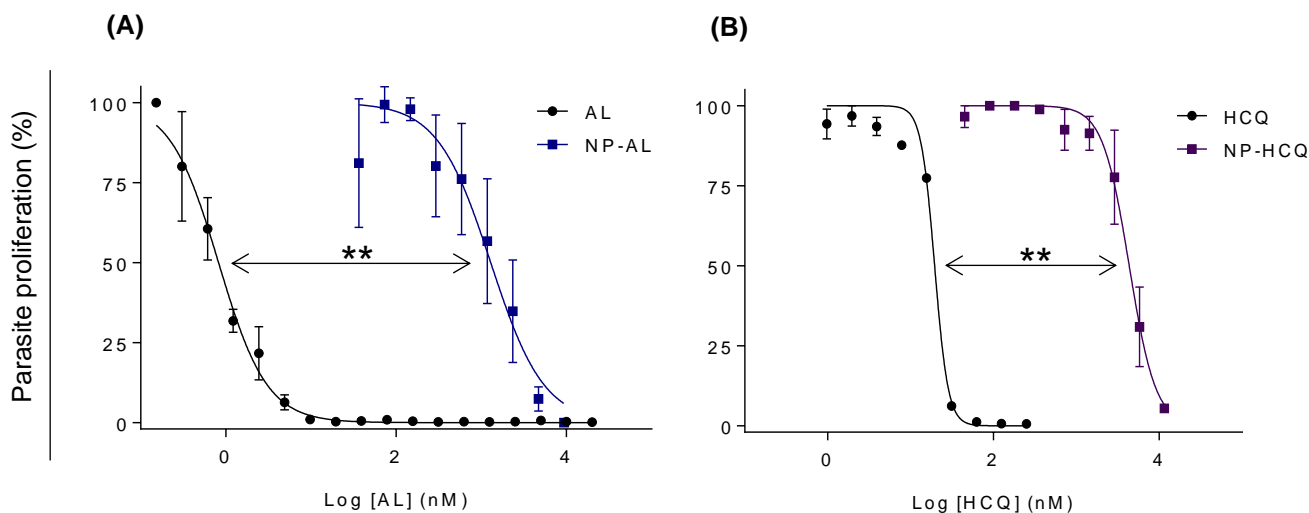 (A)
(B)
Parasite proliferation (%)
100
75
50
25
0
0
2
4
**
AL
NP-AL
Log [AL] (nM)
100
75
50
25
0
0
2
4
**
HCQ
NP-HCQ
Log [HCQ] (nM)